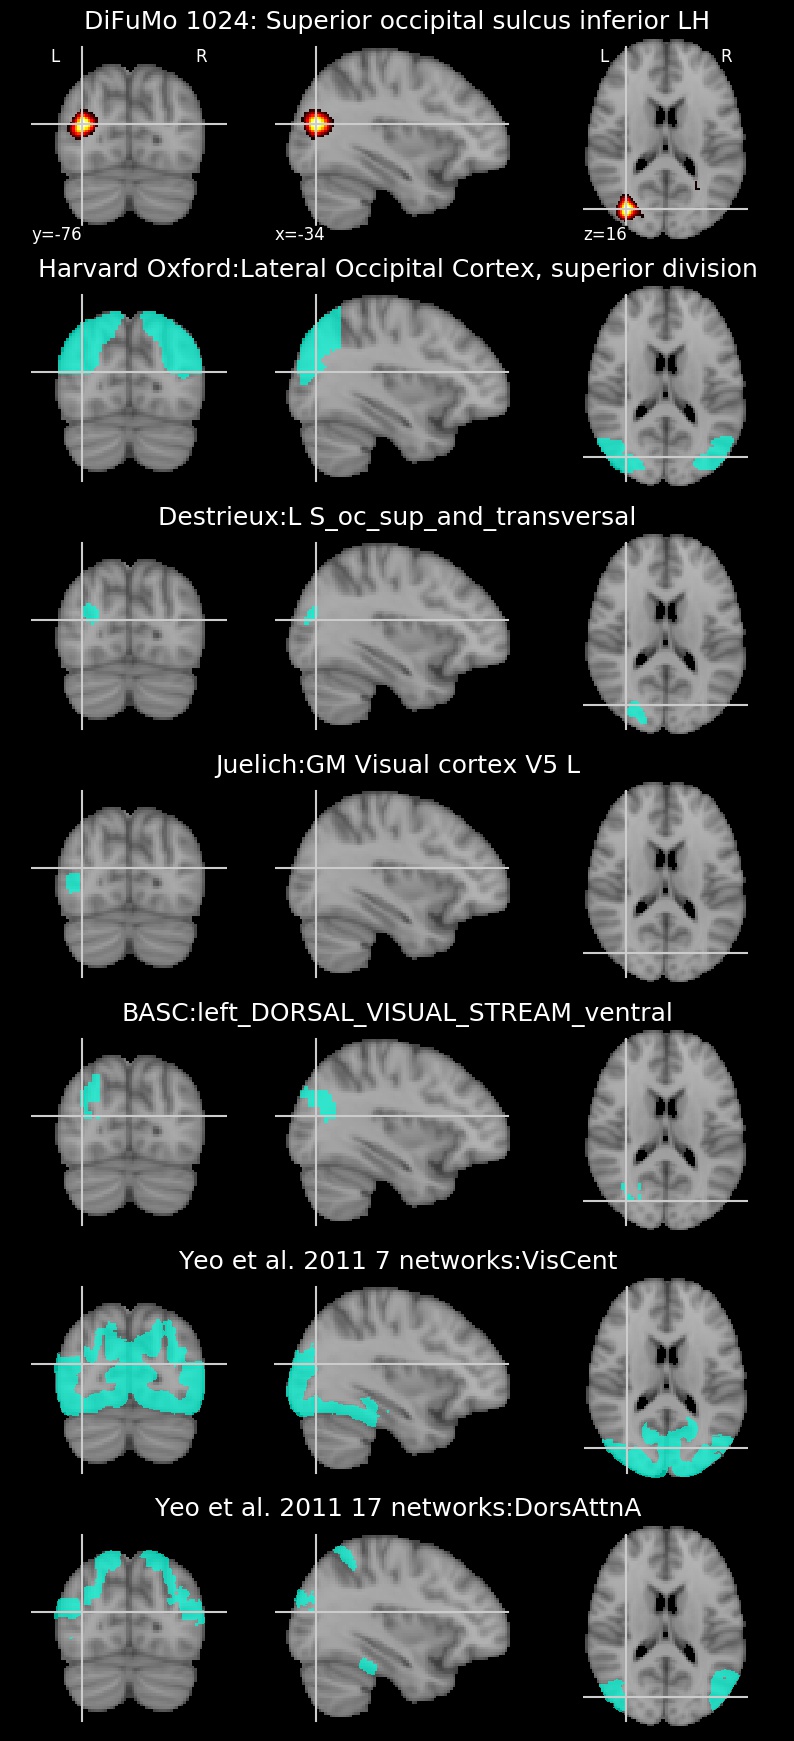 DiFuMo 1024: Superior occipital sulcus inferior LH
L R L R
y=-76 x=-34 z=16
Harvard Oxford:Lateral Occipital Cortex, superior division
Destrieux:L S_oc_sup_and_transversal
Juelich:GM Visual cortex V5 L
BASC:left_DORSAL_VISUAL_STREAM_ventral
Yeo et al. 2011 7 networks:VisCent
Yeo et al. 2011 17 networks:DorsAttnA